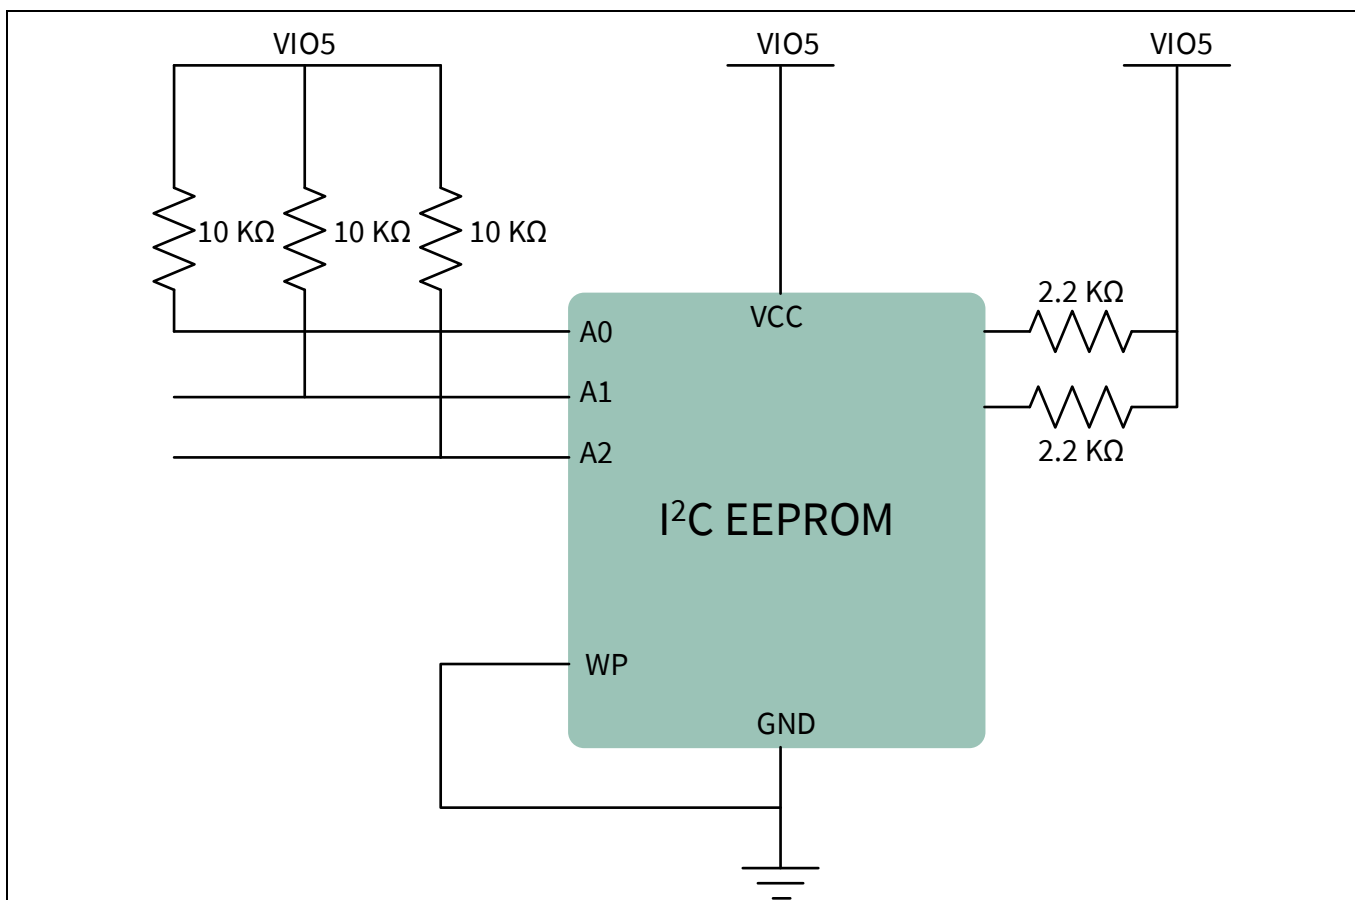 VIO5
VIO5
VIO5
10 KΩ
10 KΩ
10 KΩ
2.2 KΩ
VCC
A0
A1
A2
2.2 KΩ
I²C EEPROM
WP
GND